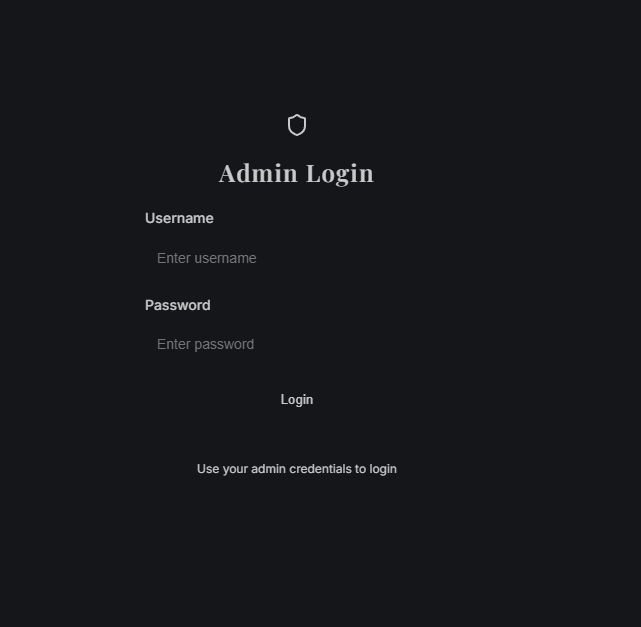 Admin Login
Username
Enter username
Password
Enter password
Login
Use your admin credentials to login